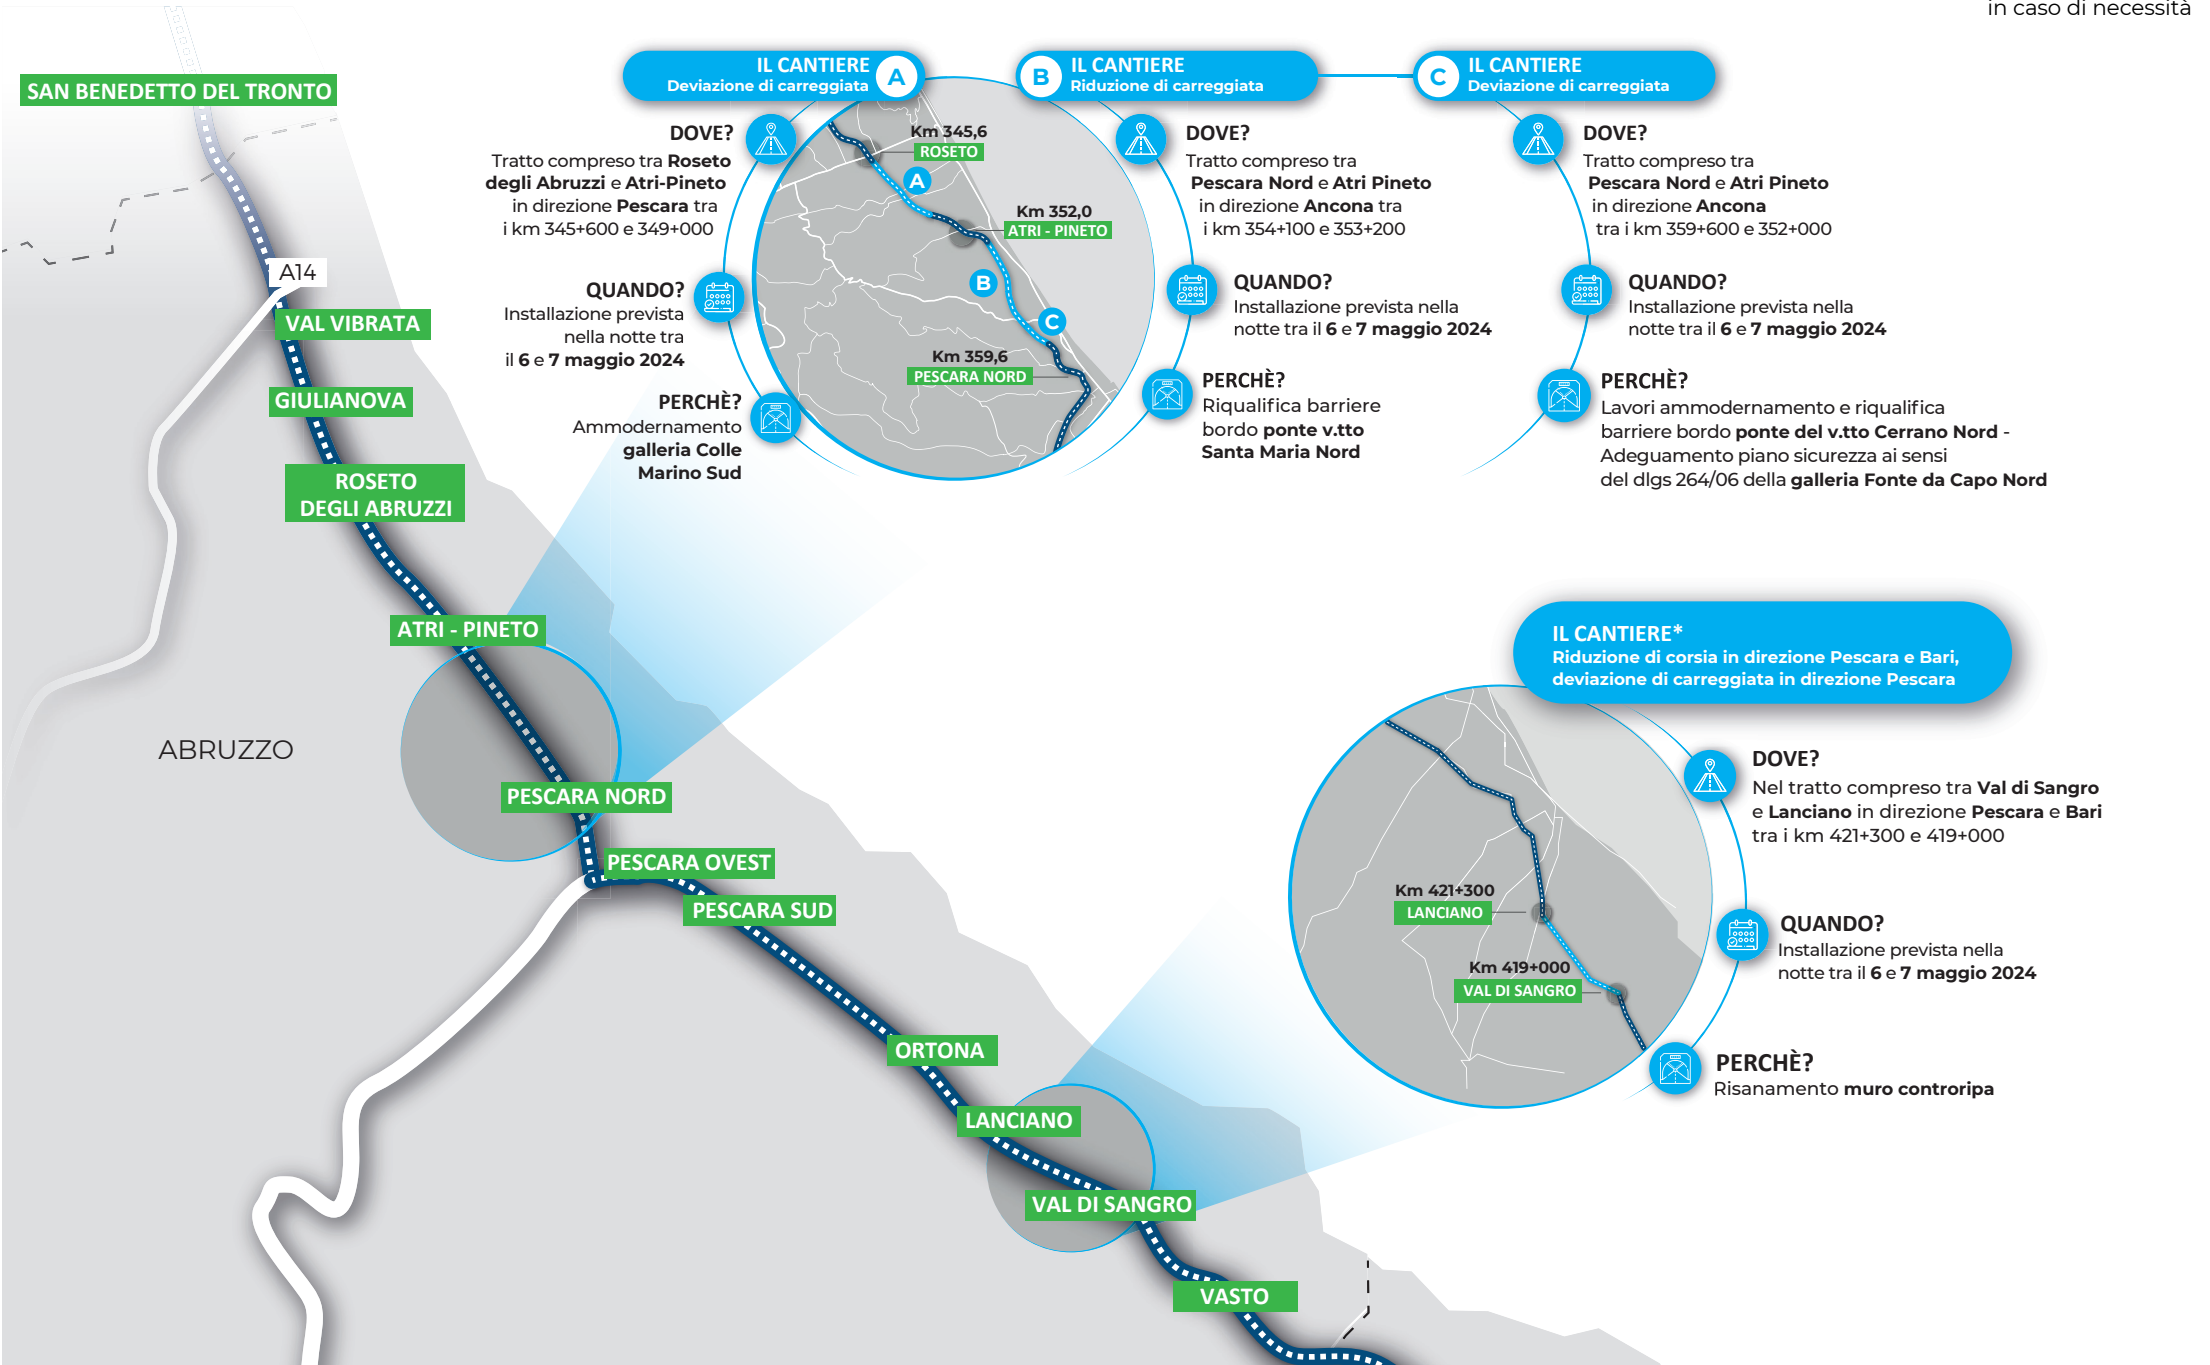 in caso di necessità
SAN BENEDETTO DEL TRONTO
A14
VAL VIBRATA
GIULIANOVA
ROSETO
DEGLI ABRUZZI
ATRI - PINETO
ABRUZZO
PESCARA NORD
PESCARA OVEST
PESCARA SUD
ORTONA
LANCIANO
VAL DI SANGRO
VASTO
IL CANTIERE
Deviazione di carreggiata
A
DOVE?
Tratto compreso tra Roseto
degli Abruzzi e Atri-Pineto
in direzione Pescara tra
i km 345+600 e 349+000
QUANDO?
Installazione prevista
nella notte tra
il 6 e 7 maggio 2024
PERCHÈ?
Ammodernamento
galleria Colle
Marino Sud
Km 345,6
ROSETO
A
Km 352,0
ATRI - PINETO
B
C
Km 359,6
PESCARA NORD
B
IL CANTIERE
Riduzione di carreggiata
DOVE?
Tratto compreso tra
Pescara Nord e Atri Pineto
in direzione Ancona tra
i km 354+100 e 353+200
QUANDO?
Installazione prevista nella
notte tra il 6 e 7 maggio 2024
PERCHÈ?
Riqualifica barriere
bordo ponte v.tto
Santa Maria Nord
C
IL CANTIERE
Deviazione di carreggiata
DOVE?
Tratto compreso tra
Pescara Nord e Atri Pineto
in direzione Ancona
tra i km 359+600 e 352+000
QUANDO?
Installazione prevista nella
notte tra il 6 e 7 maggio 2024
PERCHÈ?
Lavori ammodernamento e riqualifica
barriere bordo ponte del v.tto Cerrano Nord -
Adeguamento piano sicurezza ai sensi
del dlgs 264/06 della galleria Fonte da Capo Nord
IL CANTIERE*
Riduzione di corsia in direzione Pescara e Bari,
deviazione di carreggiata in direzione Pescara
DOVE?
Nel tratto compreso tra Val di Sangro
e Lanciano in direzione Pescara e Bari
tra i km 421+300 e 419+000
QUANDO?
Installazione prevista nella
notte tra il 6 e 7 maggio 2024
PERCHÈ?
Risanamento muro controripa
Km 421+300
LANCIANO
Km 419+000
VAL DI SANGRO